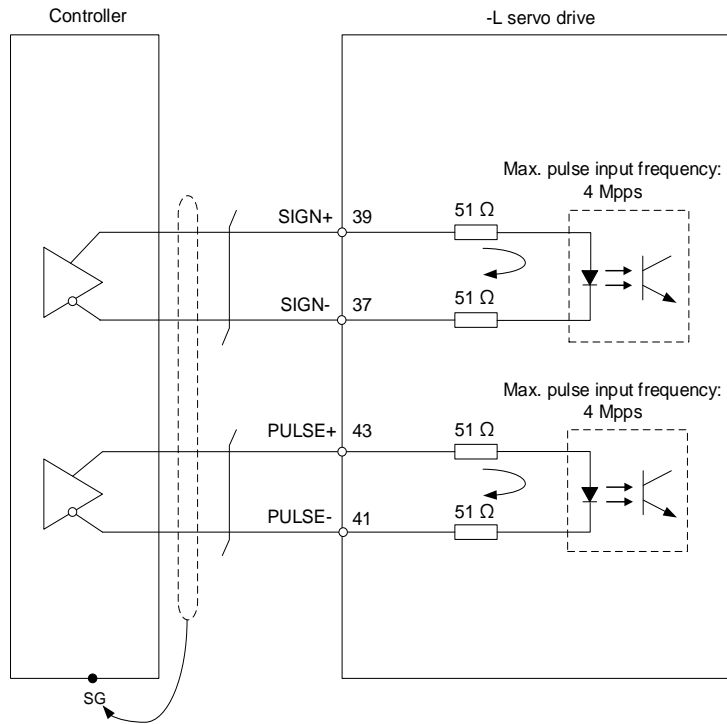 Controller
-L servo drive
Max. pulse input frequency:
4 Mpps
SIGN+ 39 51 Ω
SIGN- 37 51 Ω
Max. pulse input frequency:
4 Mpps
PULSE+ 43 51 Ω
PULSE- 41 51 Ω
SG